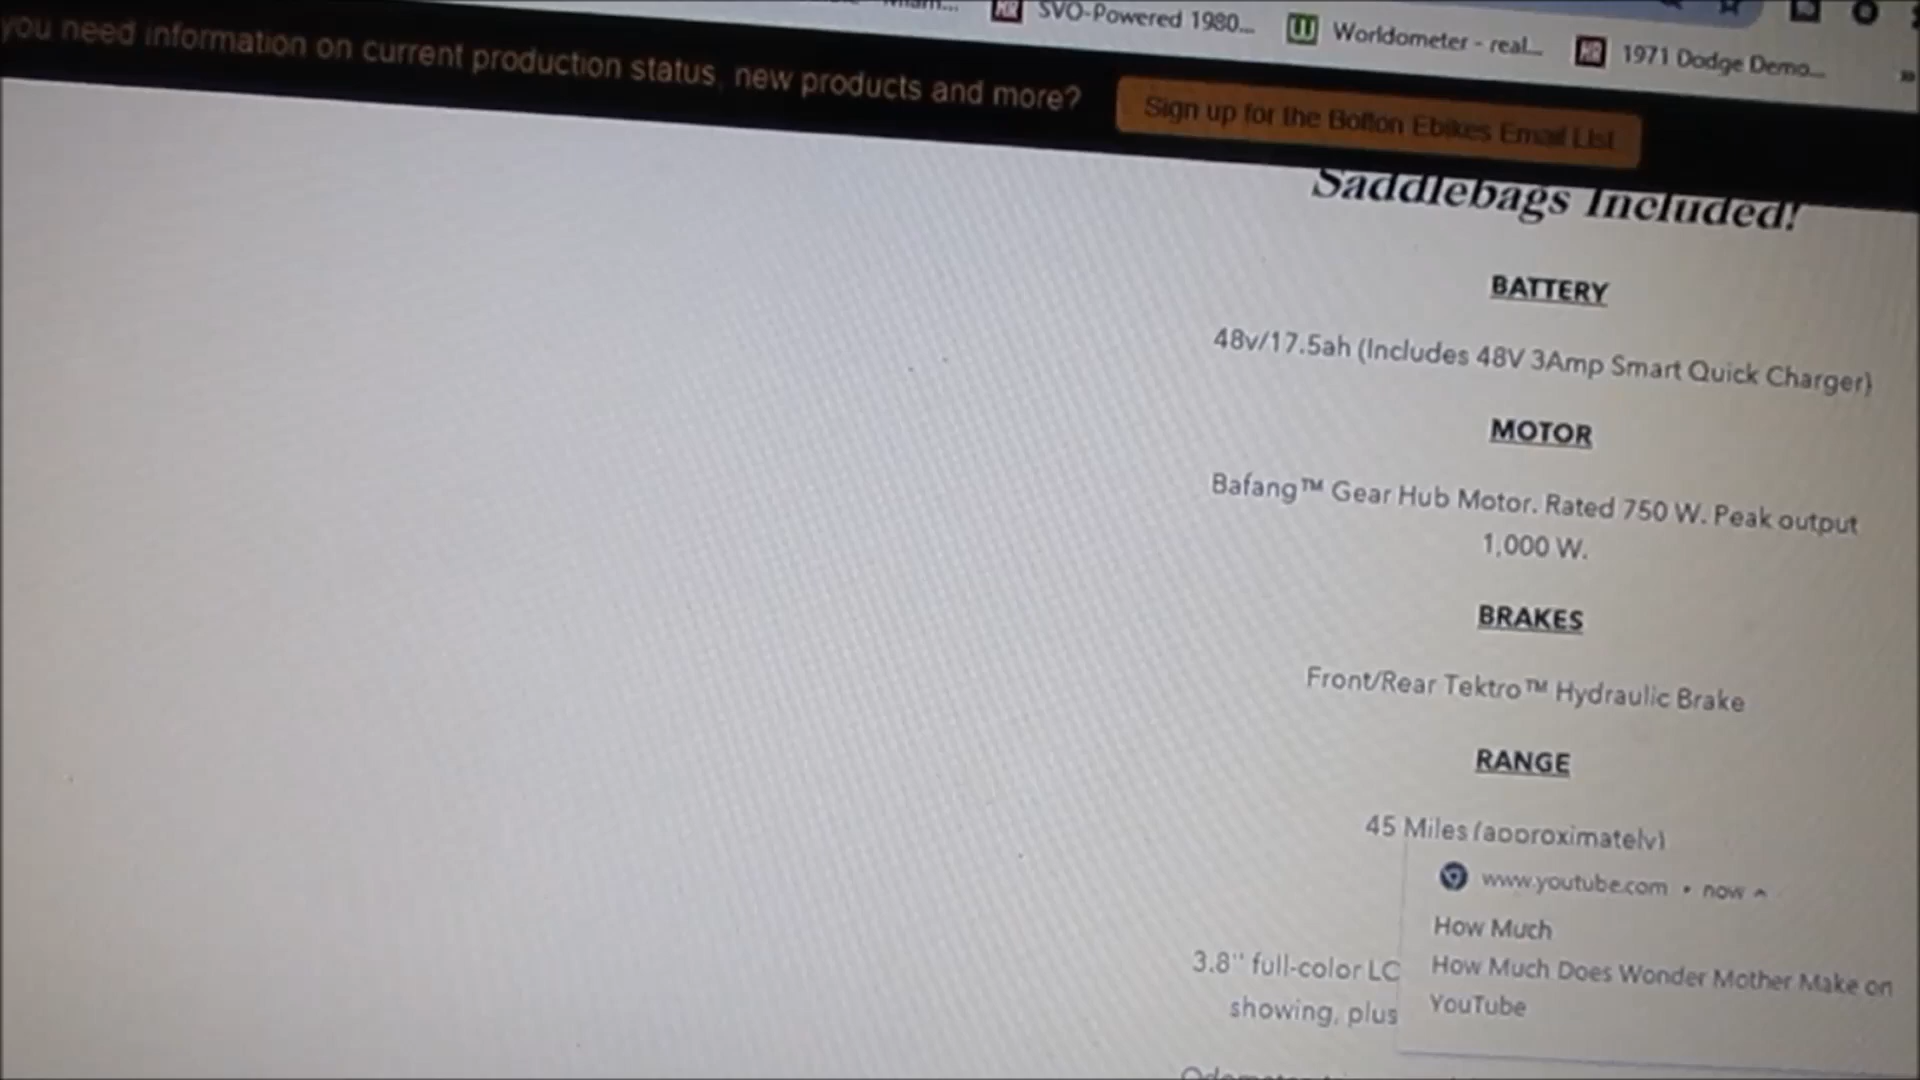 SVO-Powered 1980...
Worldometer - real...
1971 Dodge Demo...
you need information on current production status, new products and more?
Sign up for the Bolton Ebikes Email List
Saddlebags Included!
BATTERY
48v/17.5ah (Includes 48V 3Amp Smart Quick Charger)
MOTOR
Bafang™ Gear Hub Motor. Rated 750 W. Peak output
1,000 W.
BRAKES
Front/Rear Tektro™ Hydraulic Brake
RANGE
45 Miles (approximately)
www.youtube.com • now
How Much
How Much Does Wonder Mother Make on
YouTube
3.8" full-color LC
showing, plus